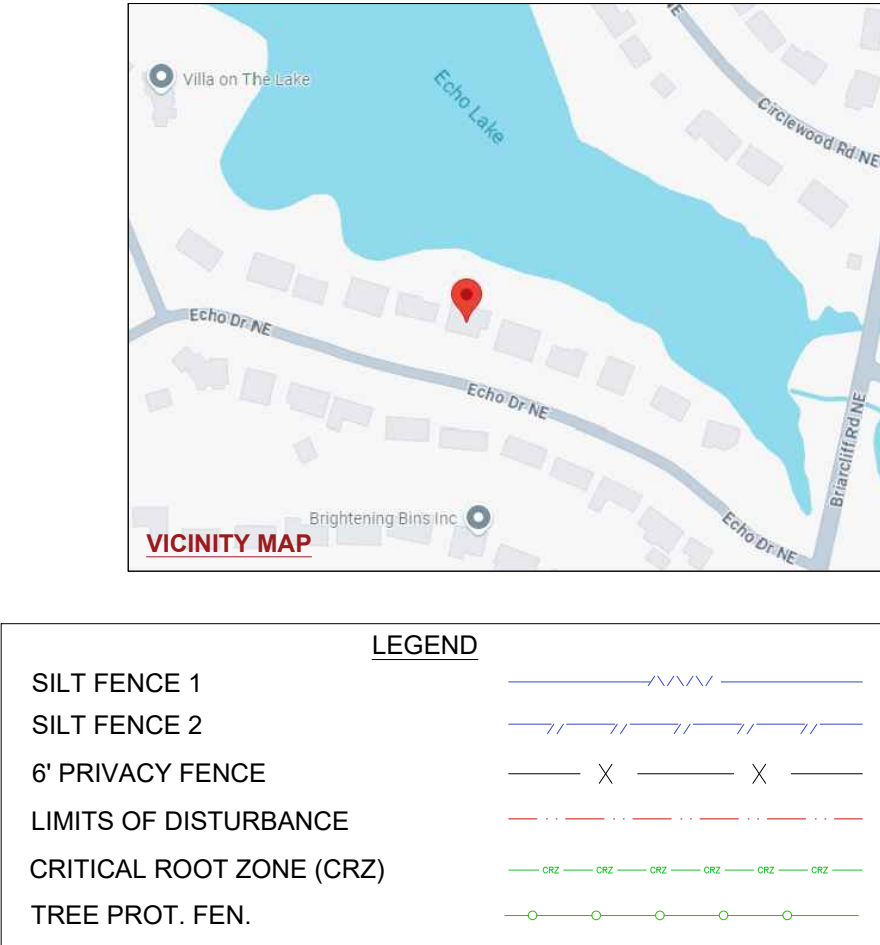 NE
Villa on The Lake
Echo Lake
Circlewood Rd NE
Echo Dr NE
Echo Dr NE
Briarcliff Rd NE
Brightening Bins Inc
Echo Dr NE
VICINITY MAP
LEGEND
SILT FENCE 1
SILT FENCE 2
6' PRIVACY FENCE
X X
LIMITS OF DISTURBANCE
CRITICAL ROOT ZONE (CRZ)
CRZ CRZ CRZ CRZ CRZ CRZ
TREE PROT. FEN.